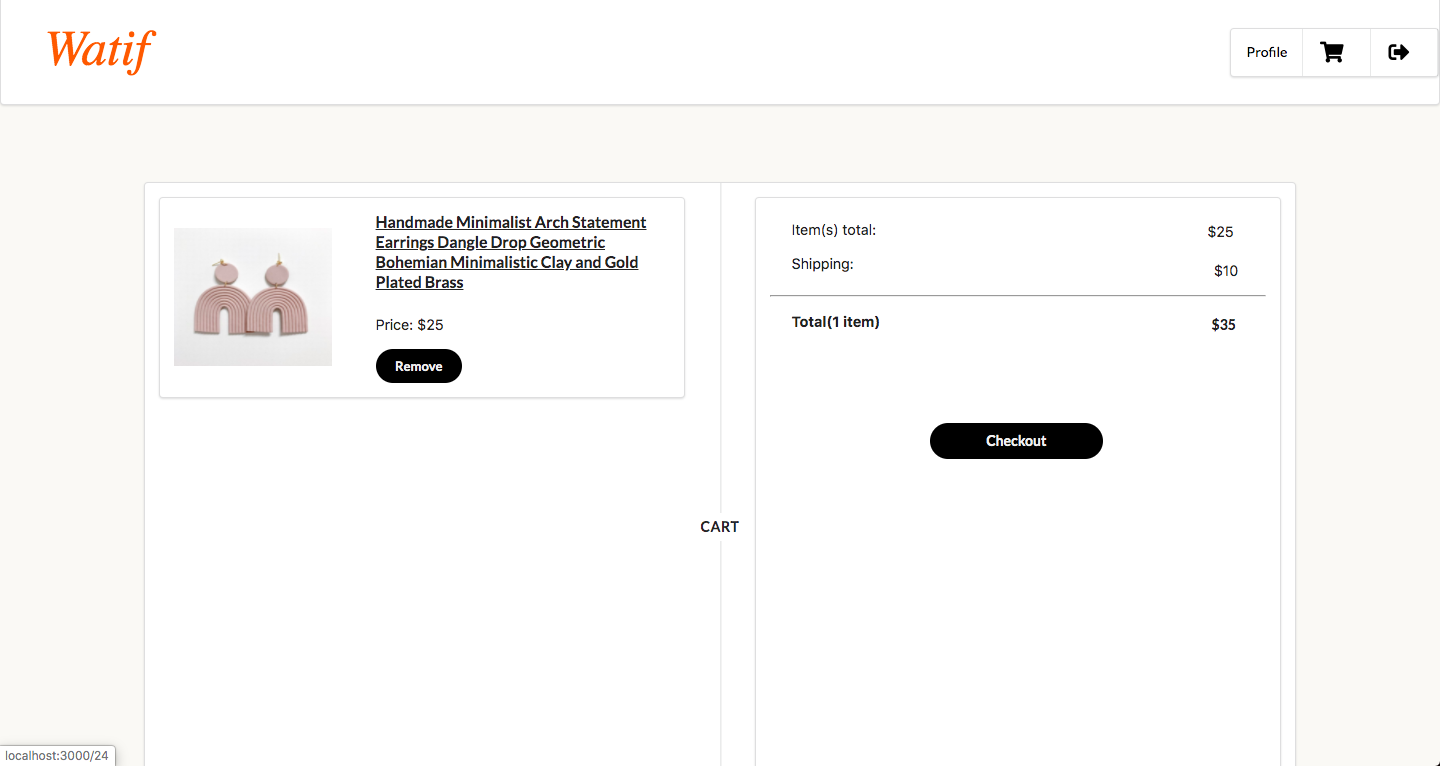 Watif
Profile
Handmade Minimalist Arch Statement
Earrings Dangle Drop Geometric
Bohemian Minimalistic Clay and Gold
Plated Brass
Price: $25
Remove
Item(s) total:
$25
Shipping:
$10
Total(1 item)
$35
Checkout
CART
localhost:3000/24